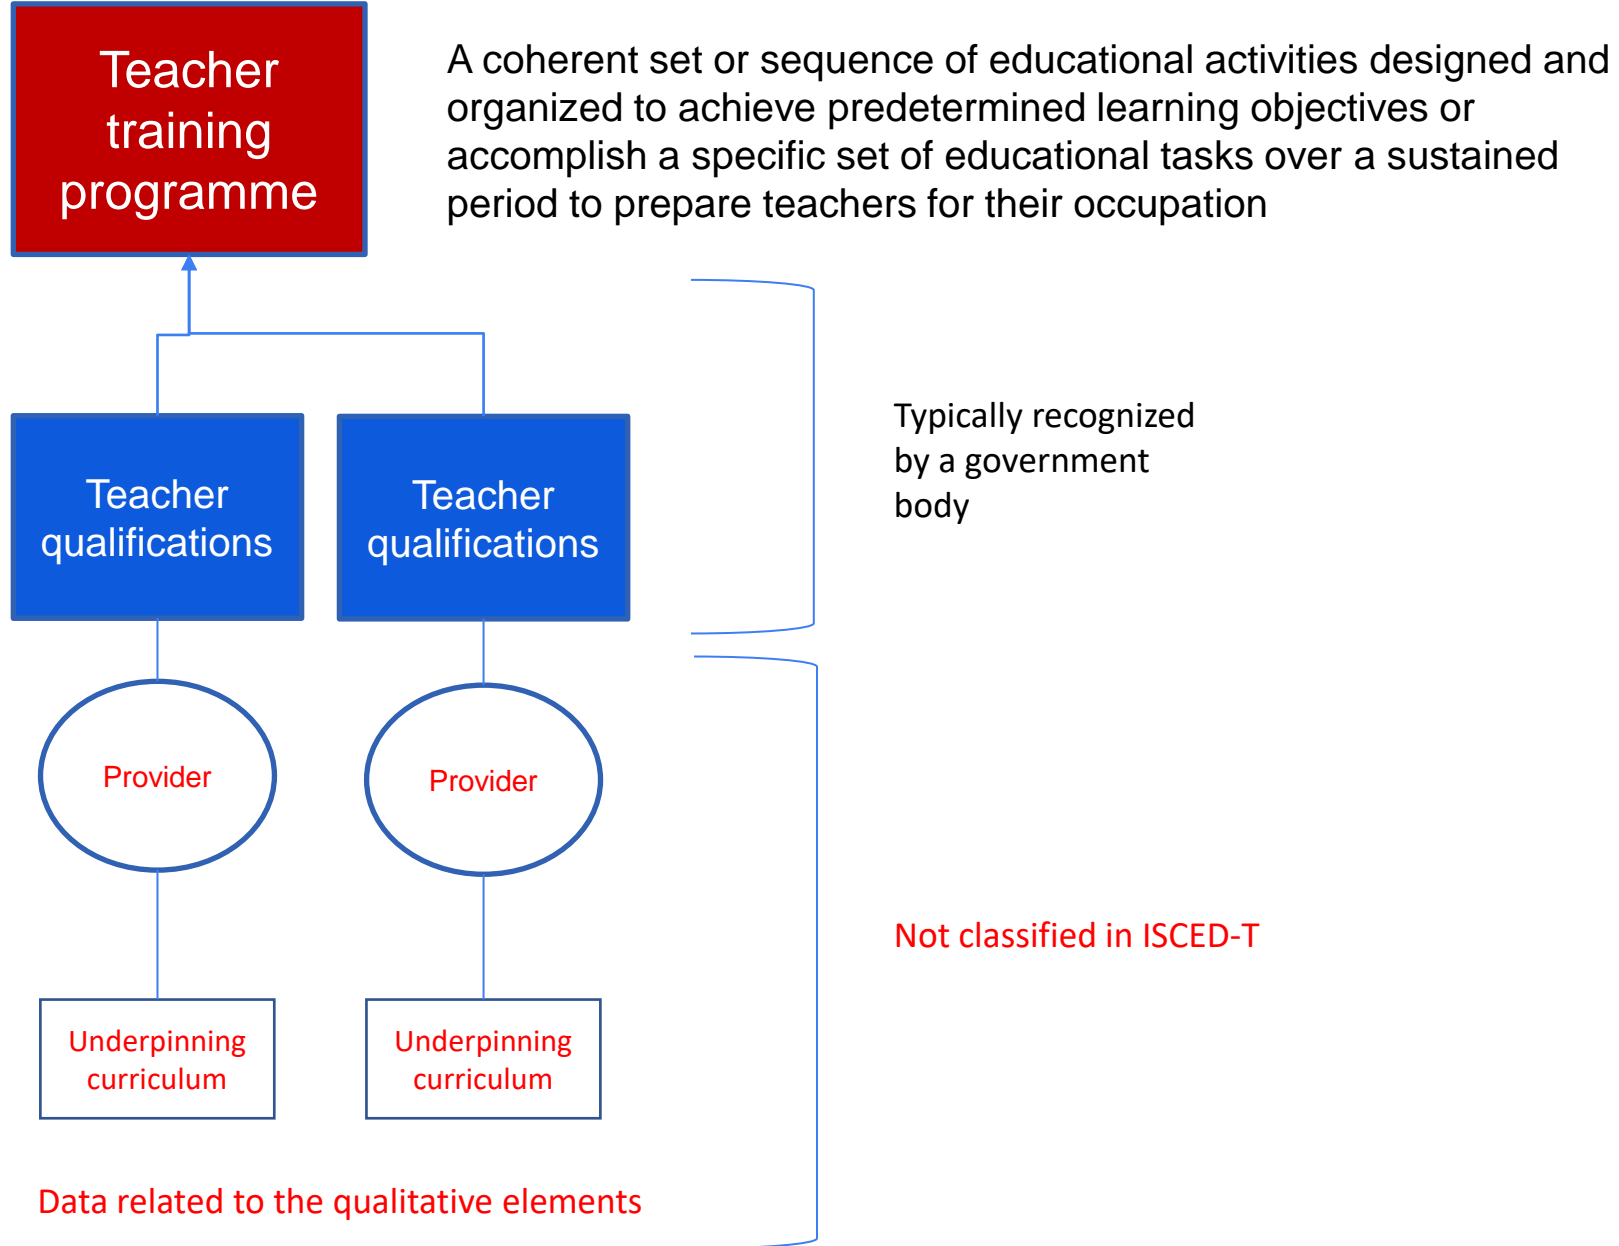 Teacher
training
programme
A coherent set or sequence of educational activities designed and
organized to achieve predetermined learning objectives or
accomplish a specific set of educational tasks over a sustained
period to prepare teachers for their occupation
Teacher
qualifications
Teacher
qualifications
Typically recognized
by a government
body
Provider
Provider
Not classified in ISCED-T
Underpinning
curriculum
Underpinning
curriculum
Data related to the qualitative elements